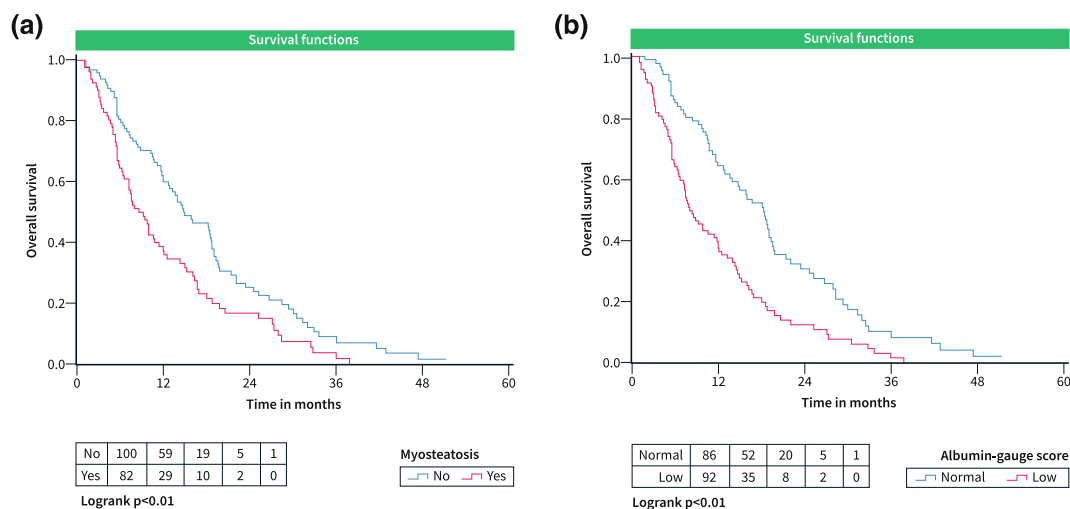 (a)
Survival functions
1.0
0.8
0.6
0.4
0.2
0.0
Overall survival
0 12 24 36 48 60
Time in months
No 100 59 19 5 1
Yes 82 29 10 2 0
Logrank p<0.01
Myosteatosis
No Yes
(b)
Survival functions
1.0
0.8
0.6
0.4
0.2
0.0
Overall survival
0 12 24 36 48 60
Time in months
Normal 86 52 20 5 1
Low 92 35 8 2 0
Logrank p<0.01
Albumin-gauge score
Normal Low